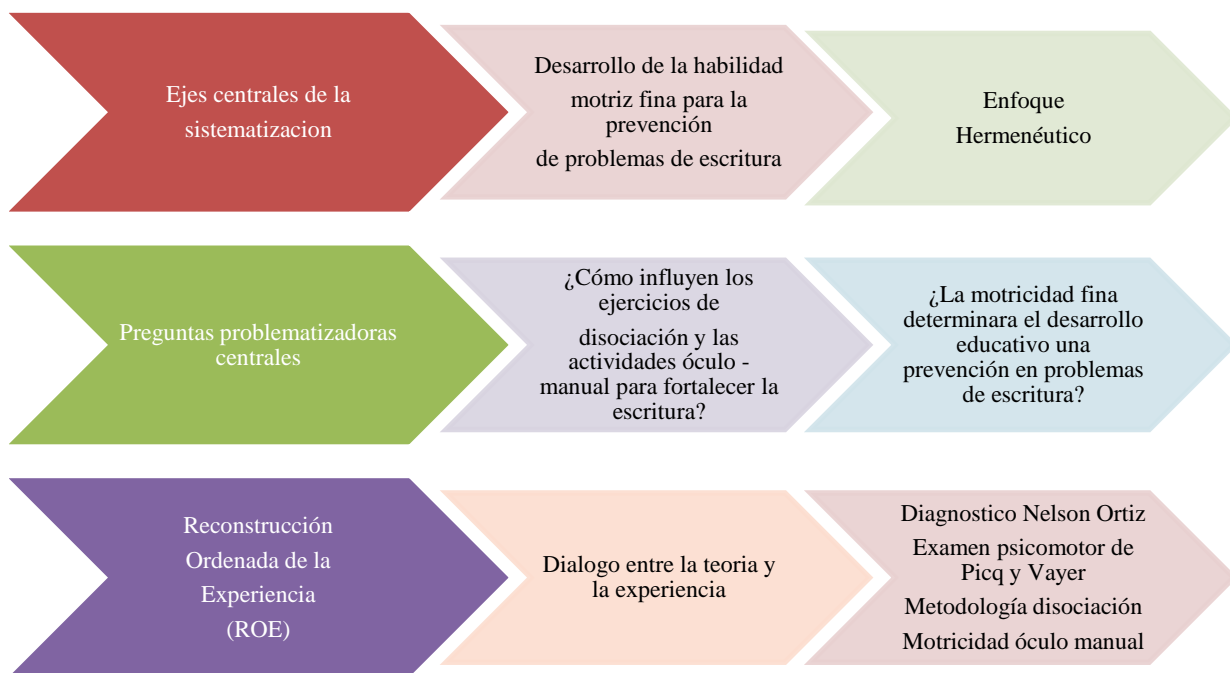 Ejes centrales de la
sistematizacion
Desarrollo de la habilidad
motriz fina para la
prevención
de problemas de escritura
Enfoque
Hermenéutico
Preguntas problematizadoras
centrales
¿Cómo influyen los
ejercicios de
disociación y las
actividades óculo -
manual para fortalecer la
escritura?
¿La motricidad fina
determinara el desarrollo
educativo una
prevención en problemas
de escritura?
Reconstrucción
Ordenada de la
Experiencia
(ROE)
Dialogo entre la teoria y
la experiencia
Diagnostico Nelson Ortiz
Examen psicomotor de
Picq y Vayer
Metodología disociación
Motricidad óculo manual